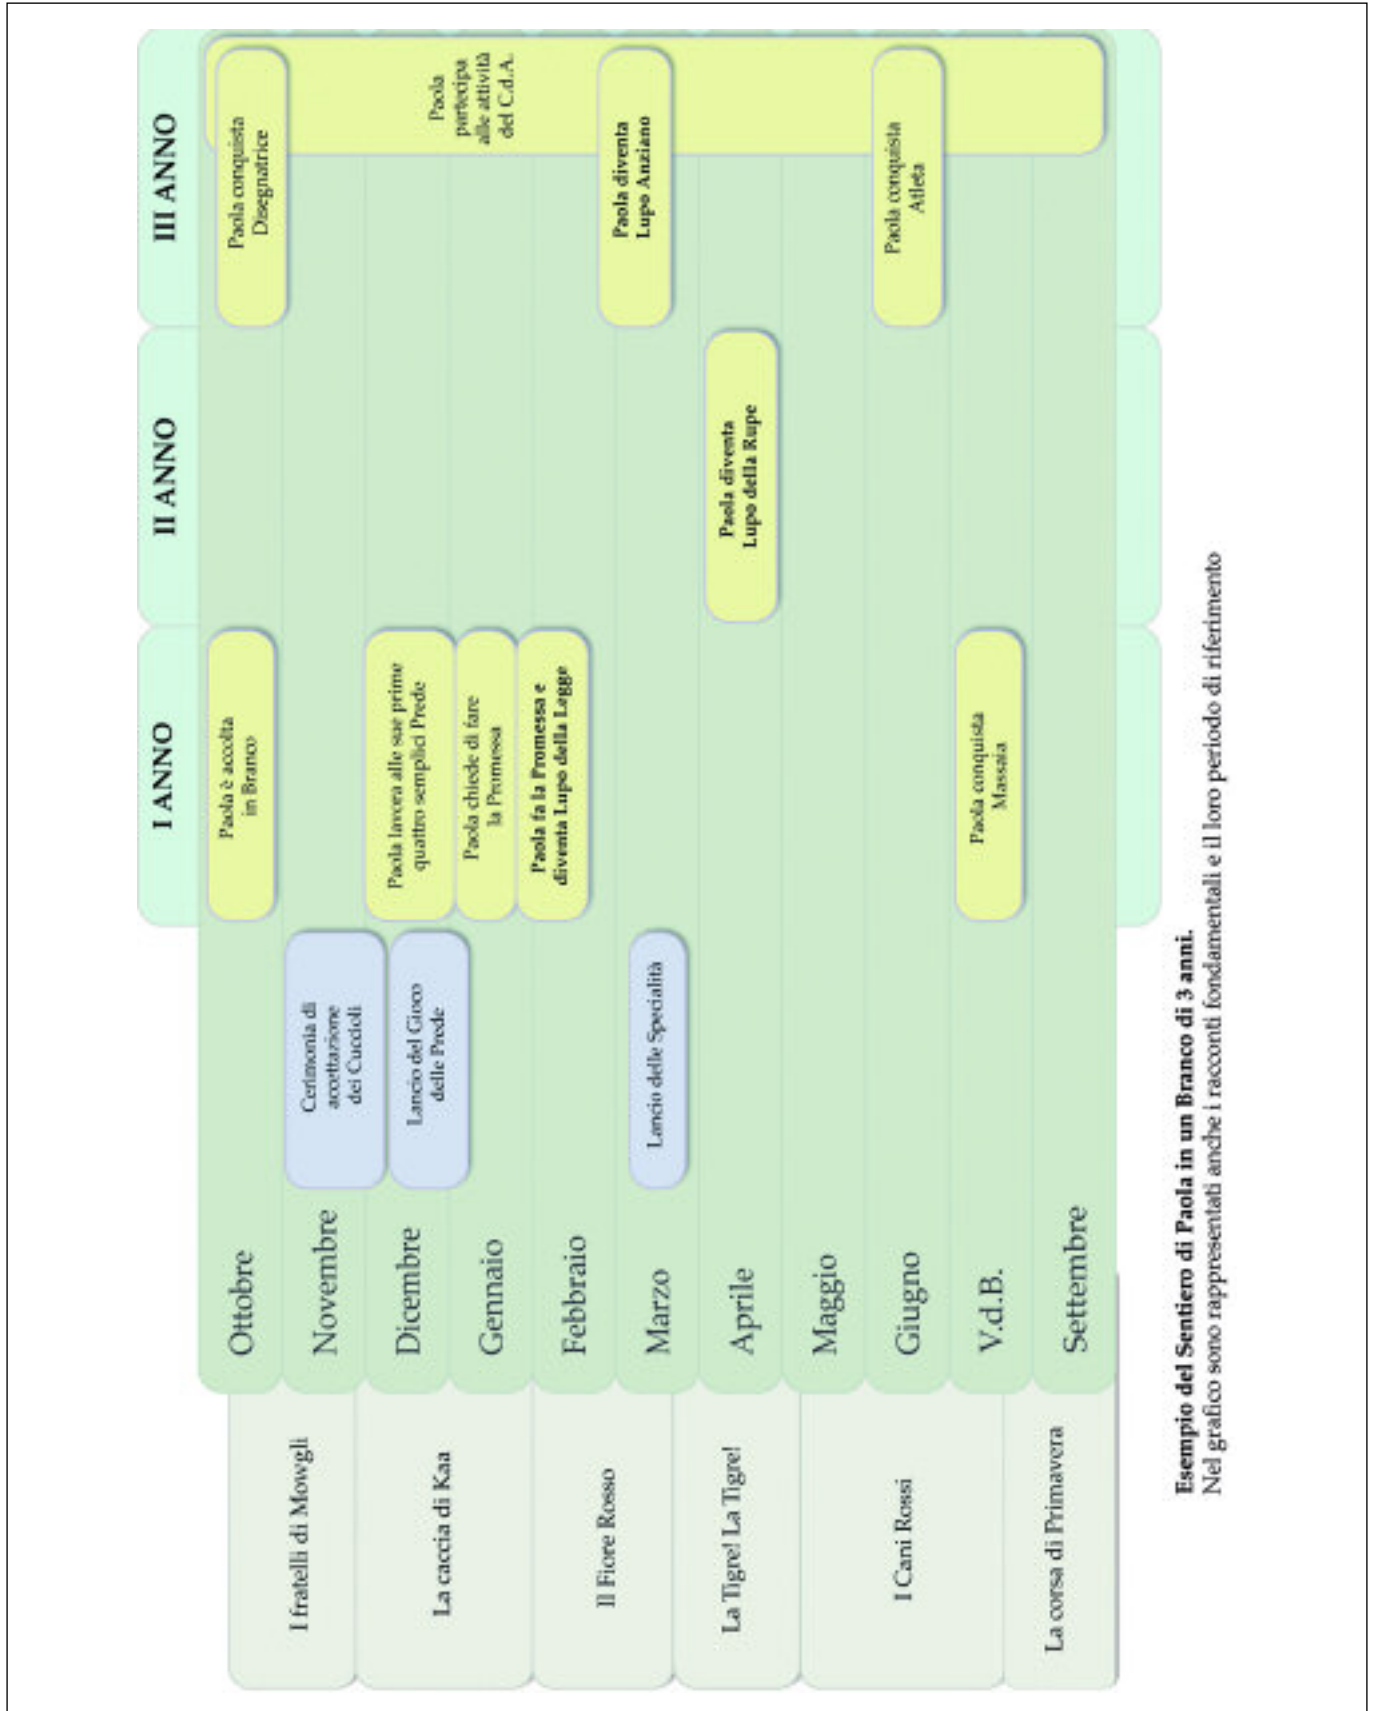 I ANNO
II ANNO
III ANNO
I fratelli di Mowgli
La caccia di Kaa
Il Fiore Rosso
La Tigre! La Tigre!
I Cani Rossi
La corsa di Primavera
Ottobre
Novembre
Dicembre
Gennaio
Febbraio
Marzo
Aprile
Maggio
Giugno
V.d.B.
Settembre
Cerimonia di
accettazione
dei Cuccioli
Lancio del Gioco
delle Prede
Lancio delle Specialità
Paola è accolta
in Branco
Paola lavora alle sue prime
quattro semplici Prede
Paola chiede di fare
la Promessa
Paola fa la Promessa e
diventa Lupo della Legge
Paola conquista
Massaia
Paola diventa
Lupo della Rupe
Paola conquista
Disegnatrice
Paola
partecipa
alle attività
del C.d.A.
Paola diventa
Lupo Anziano
Paola conquista
Atleta
Esempio del Sentiero di Paola in un Branco di 3 anni.
Nel grafico sono rappresentati anche i racconti fondamentali e il loro periodo di riferimento